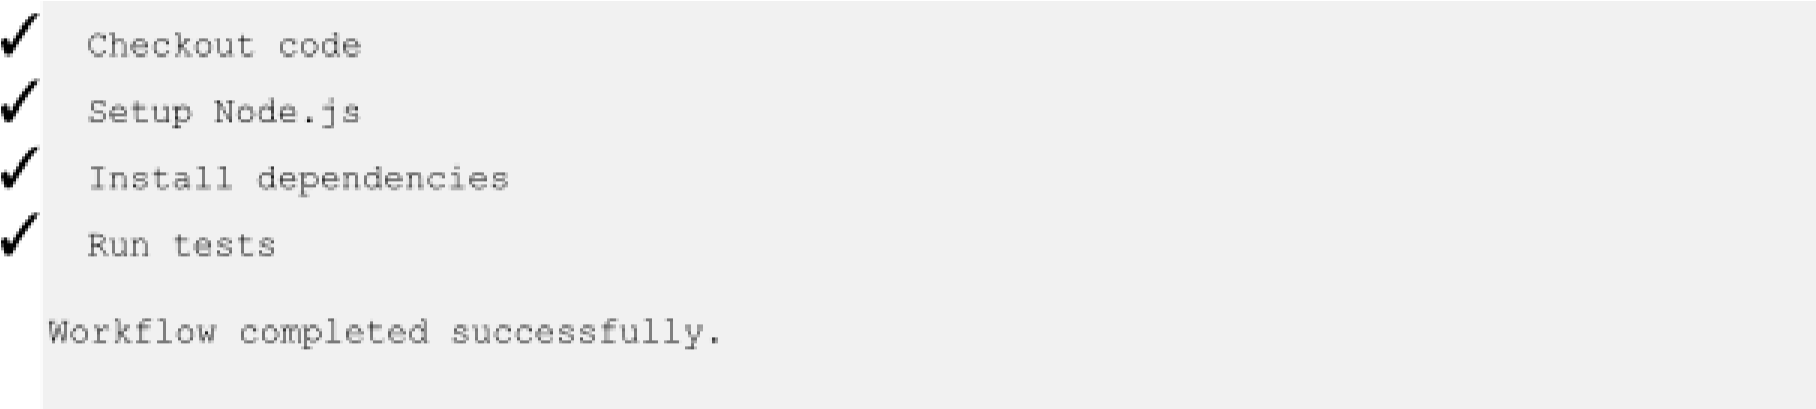 ✓ Checkout code
✓ Setup Node.js
✓ Install dependencies
✓ Run tests
Workflow completed successfully.